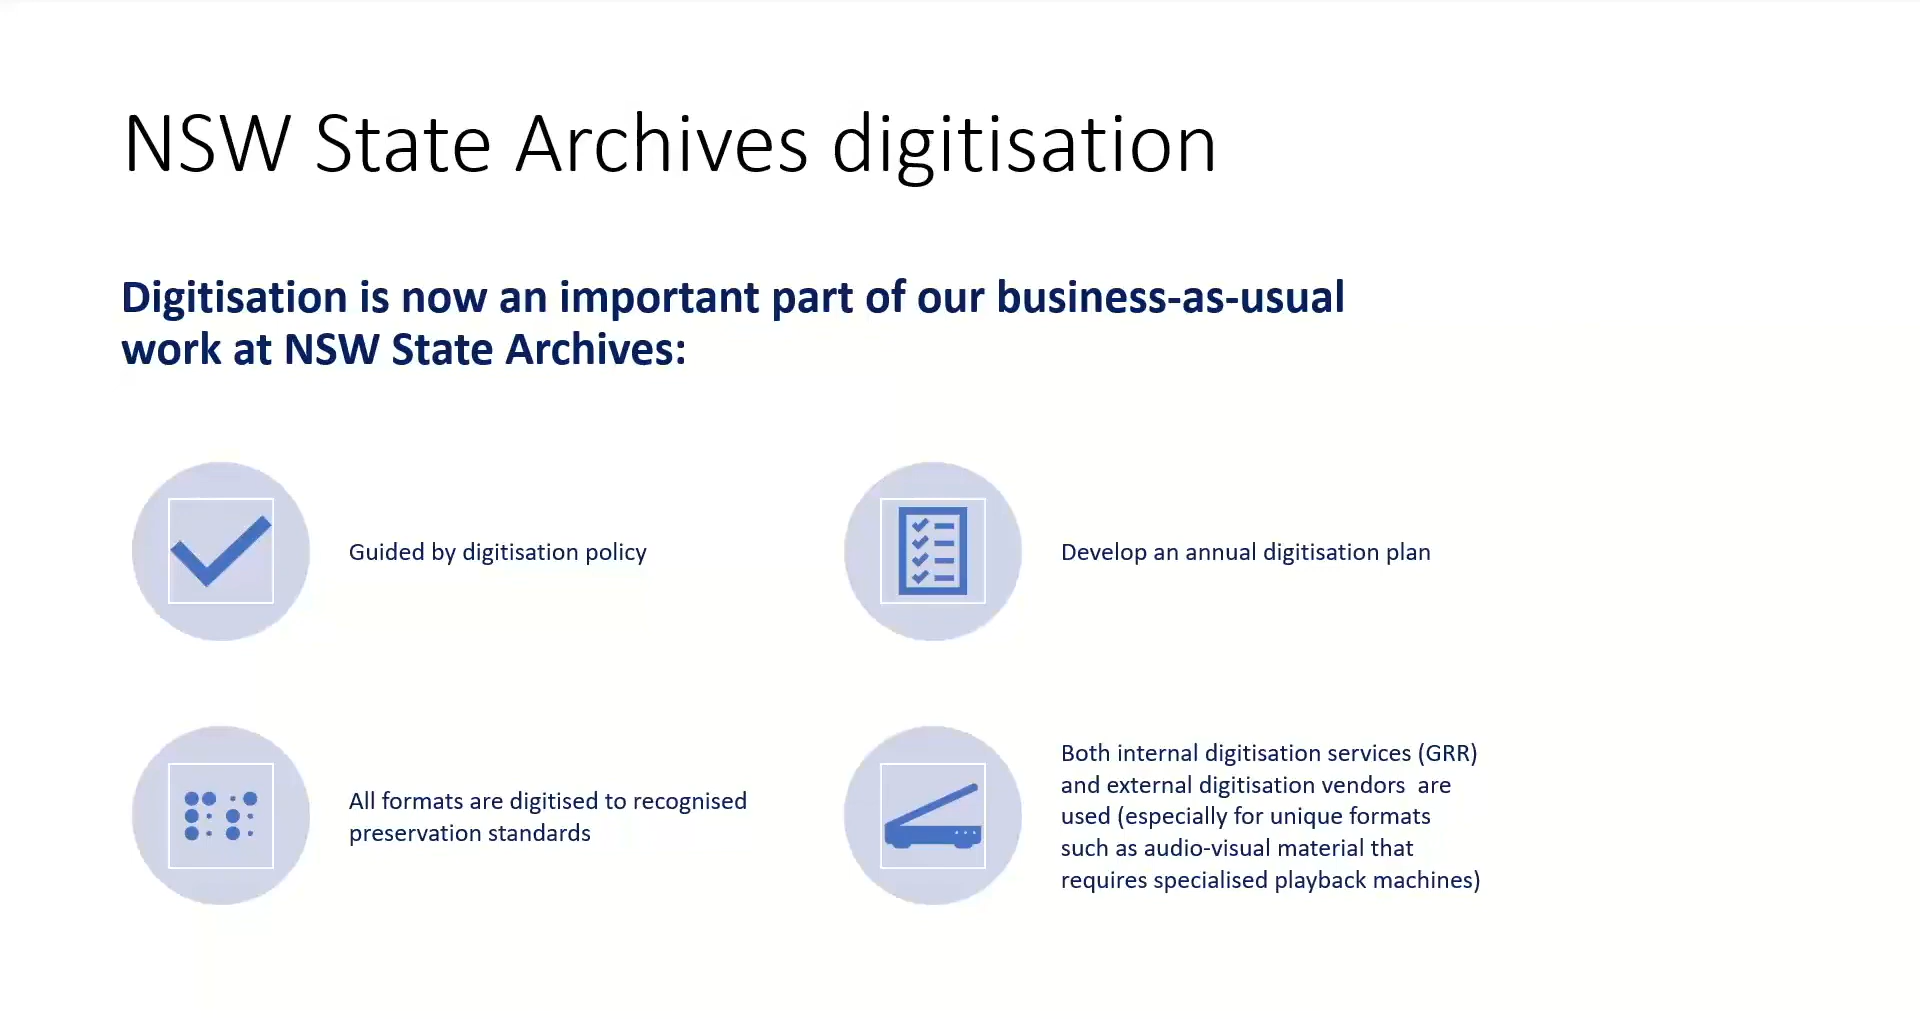 NSW State Archives digitisation
Digitisation is now an important part of our business-as-usual
work at NSW State Archives:
Guided by digitisation policy
Develop an annual digitisation plan
All formats are digitised to recognised
preservation standards
Both internal digitisation services (GRR)
and external digitisation vendors  are
used (especially for unique formats
such as audio-visual material that
requires specialised playback machines)